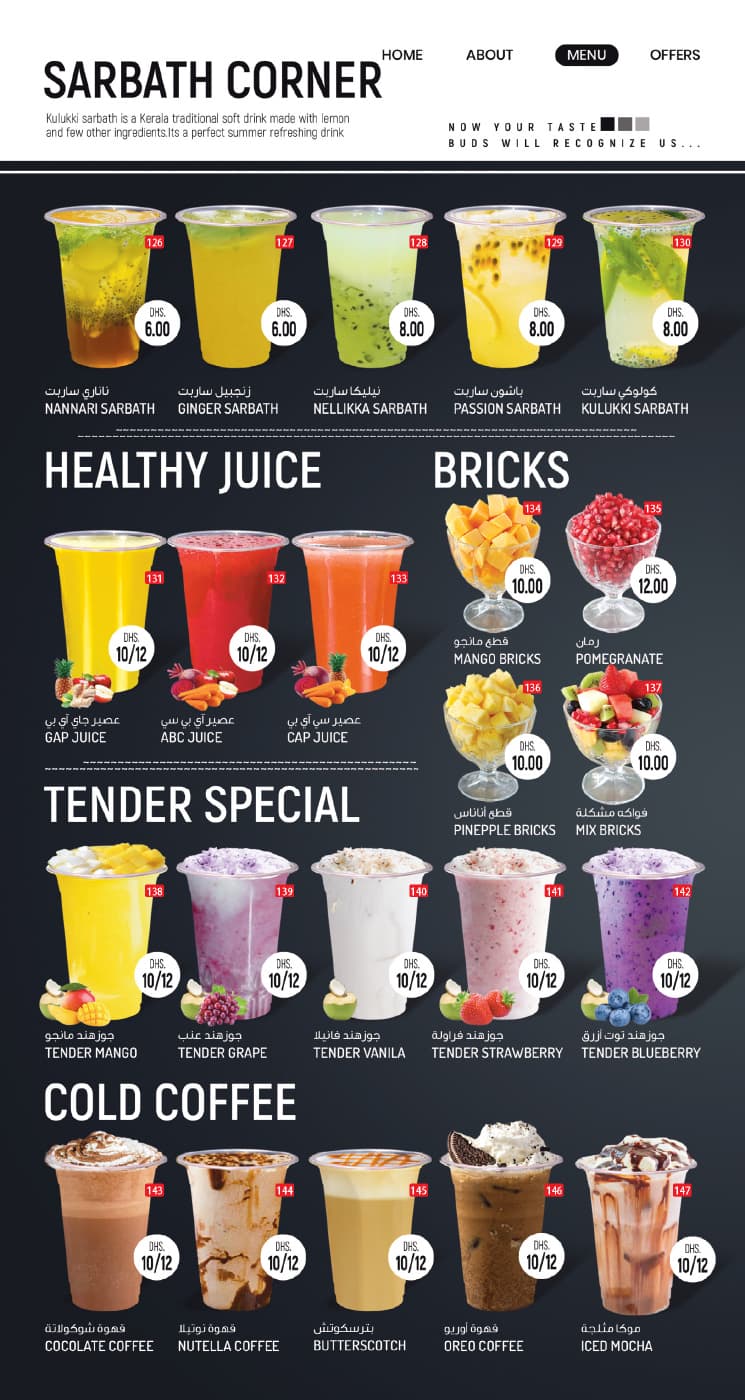 HOME ABOUT MENU OFFERS
SARBATH CORNER
Kulukki sarbath is a Kerala traditional soft drink made with lemon
and few other ingredients.Its a perfect summer refreshing drink
NOW YOUR TASTE
BUDS WILL RECOGNIZE US...
126 127 128 129 130
DHS. 6.00 DHS. 6.00 DHS. 8.00 DHS. 8.00 DHS. 8.00
ناناري ساربت زنجبيل ساربت نيليكا ساربت باشون ساربت كولوكي ساربت
NANNARI SARBATH GINGER SARBATH NELLIKKA SARBATH PASSION SARBATH KULUKKI SARBATH
HEALTHY JUICE
131 132 133
DHS. 10/12 DHS. 10/12 DHS. 10/12
عصير جاي آي بي عصير آي بي سي عصير سي آي بي
GAP JUICE ABC JUICE CAP JUICE
BRICKS
134 135
DHS. 10.00 DHS. 12.00
قطع مانجو رمان
MANGO BRICKS POMEGRANATE
136 137
DHS. 10.00 DHS. 10.00
قطع أناناس فواكه مشكلة
PINEPPLE BRICKS MIX BRICKS
TENDER SPECIAL
138 139 140 141 142
DHS. 10/12 DHS. 10/12 DHS. 10/12 DHS. 10/12 DHS. 10/12
جوزهند مانجو جوزهند عنب جوزهند فانيلا جوزهند فراولة جوزهند توت أزرق
TENDER MANGO TENDER GRAPE TENDER VANILA TENDER STRAWBERRY TENDER BLUEBERRY
COLD COFFEE
143 144 145 146 147
DHS. 10/12 DHS. 10/12 DHS. 10/12 DHS. 10/12 DHS. 10/12
قهوة شوكولاتة قهوة نوتيلا بترسكوتش قهوة أوريو موكا مثلجة
COCOLATE COFFEE NUTELLA COFFEE BUTTERSCOTCH OREO COFFEE ICED MOCHA